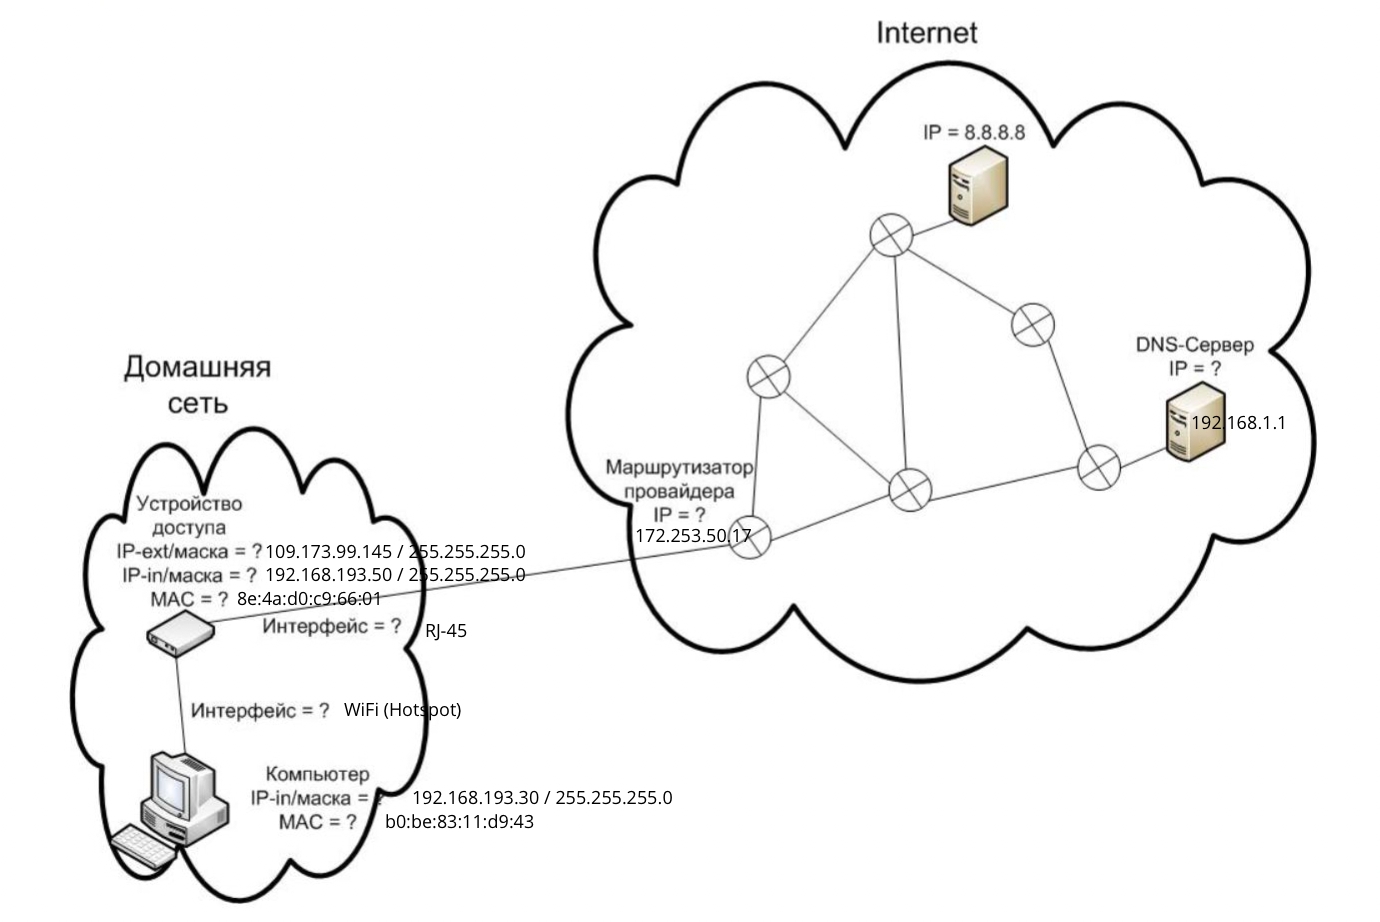 Internet
IP = 8.8.8.8
DNS-Сервер
IP = ?
192.168.1.1
Маршрутизатор
провайдера
IP = ?
172.253.50.17
Домашняя
сеть
Устройство
доступа
IP-ext/маска = ? 109.173.99.145 / 255.255.255.0
IP-in/маска = ? 192.168.193.50 / 255.255.255.0
MAC = ? 8e:4a:d0:c9:66:01
Интерфейс = ? RJ-45
Интерфейс = ? WiFi (Hotspot)
Компьютер
IP-in/маска = ? 192.168.193.30 / 255.255.255.0
MAC = ? b0:be:83:11:d9:43